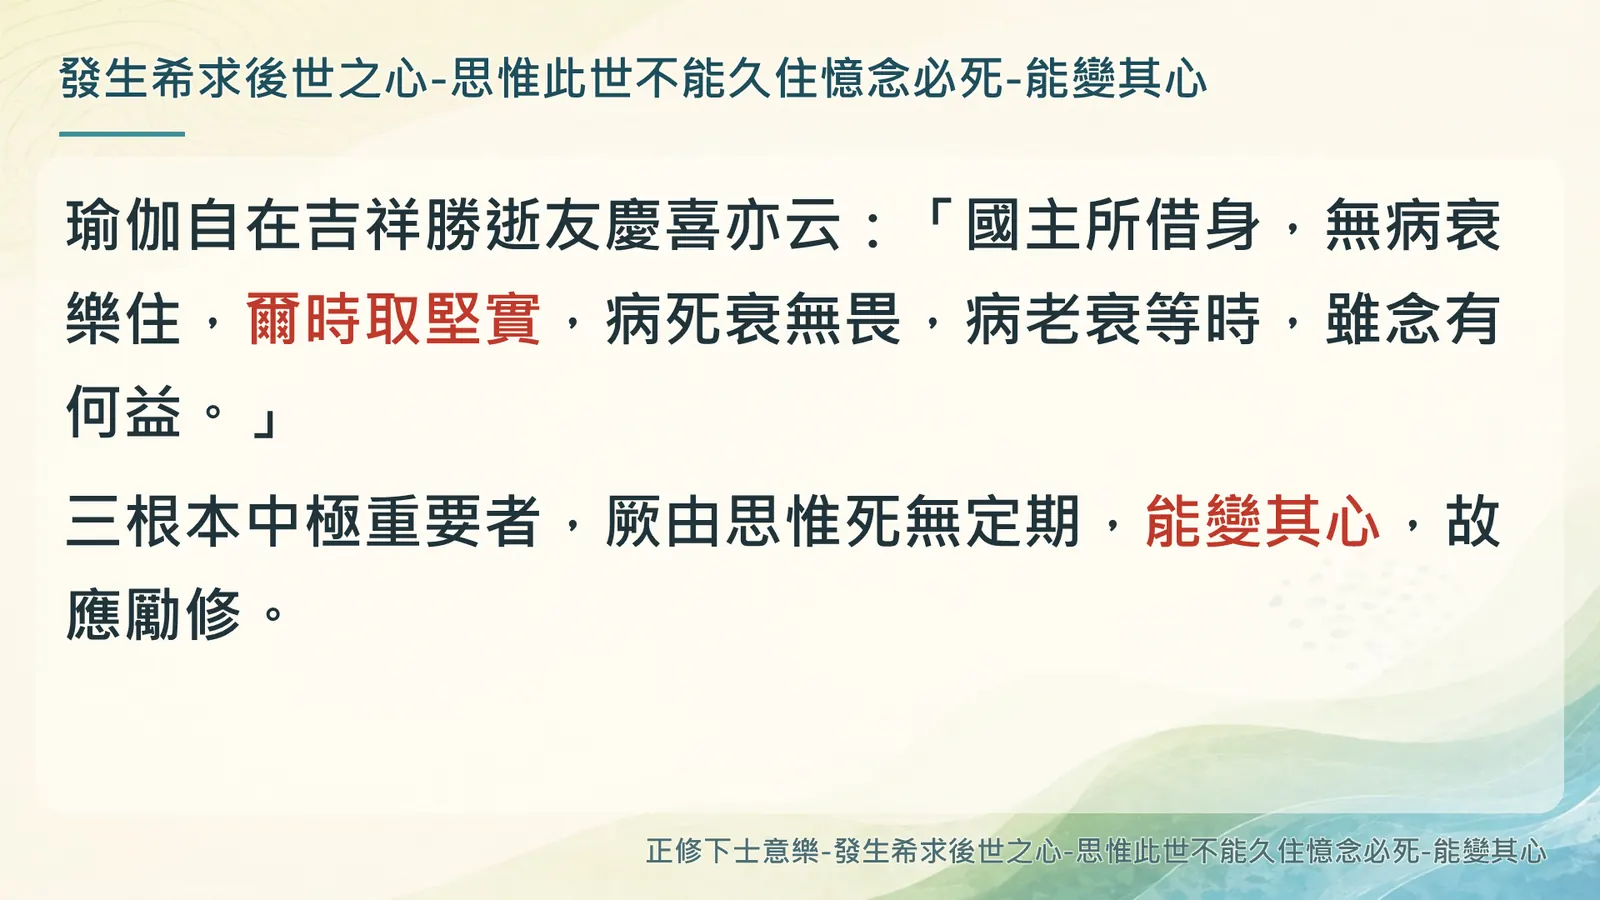 發生希求後世之心-思惟此世不能久住憶念必死-能變其心
瑜伽自在吉祥勝逝友慶喜亦云：「國主所借身，無病衰
樂住，爾時取堅實，病死衰無畏，病老衰等時，雖念有
何益。」
三根本中極重要者，厥由思惟死無定期，能變其心，故
應勵修。
正修下士意樂-發生希求後世之心-思惟此世不能久住憶念必死-能變其心